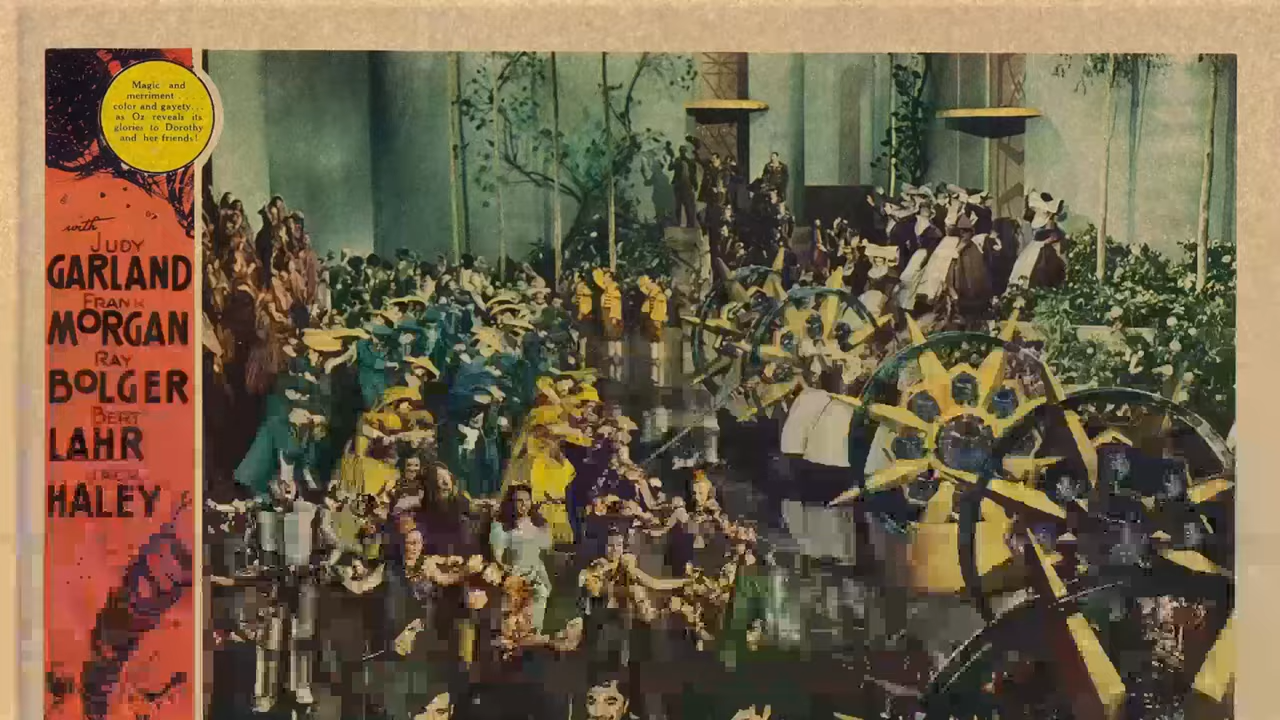 Magic and
merriment . . . .
color and gayety...
as Oz reveals its
glories to Dorothy
and her friends!
with
JUDY
GARLAND
FRANK
MORGAN
RAY
BOLGER
BERT
LAHR
JACK
HALEY